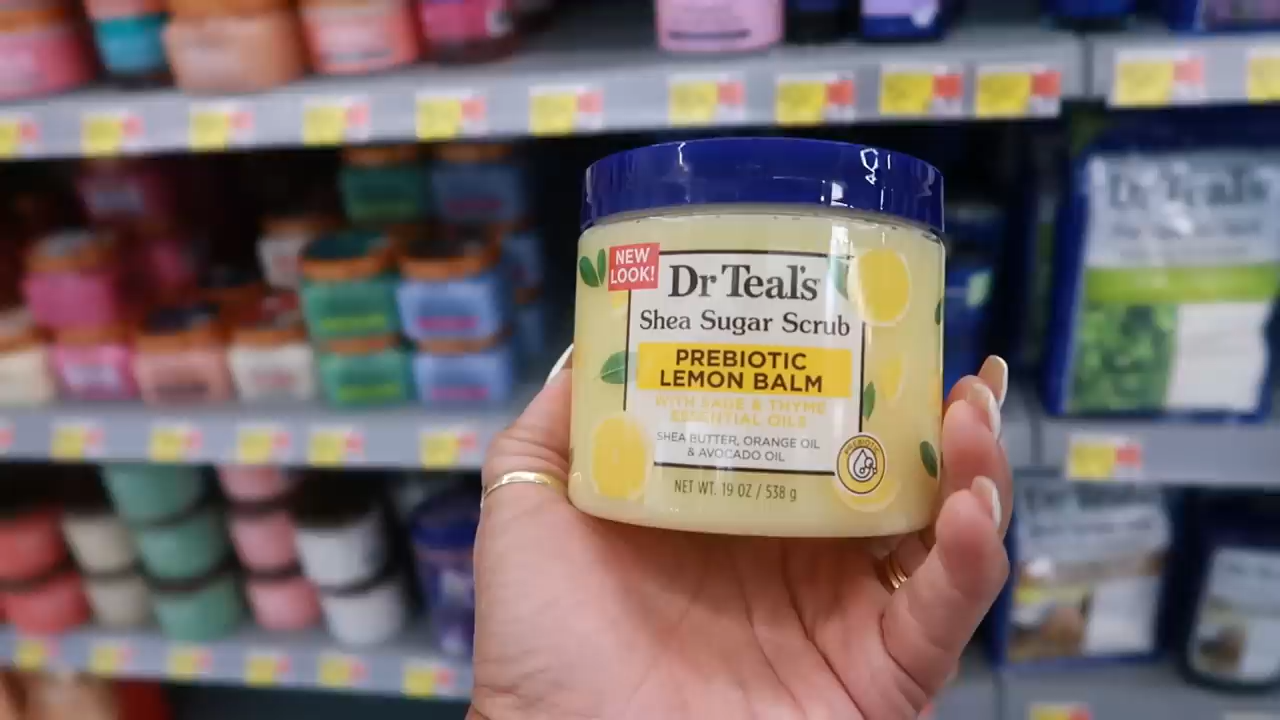 NEW
LOOK!
Dr Teal's
Shea Sugar Scrub
PREBIOTIC
LEMON BALM
WITH SAGE & THYME
ESSENTIAL OILS
SHEA BUTTER, ORANGE OIL
& AVOCADO OIL
PREBIOTIC
NET WT. 19 OZ / 538 g
Dr Teal's